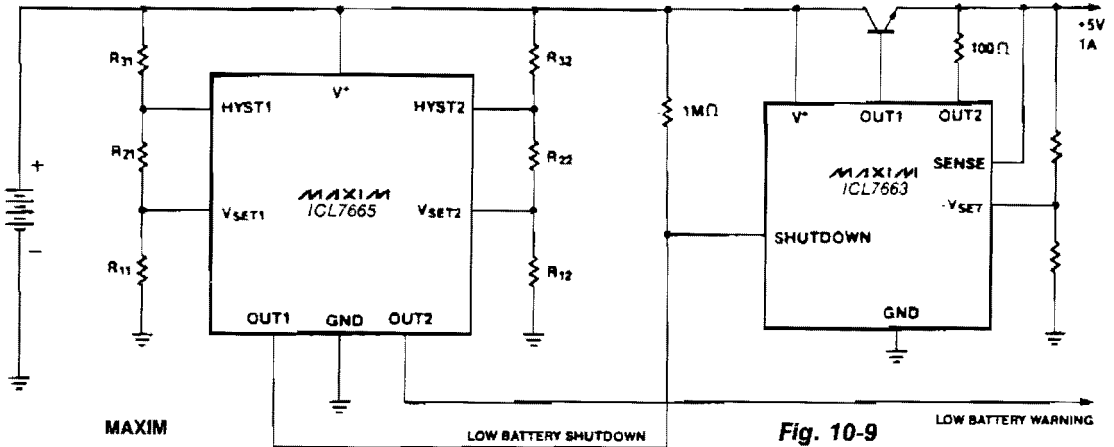 +5V
1A
R31
R32
100Ω
V+
HYST1
HYST2
1MΩ
V+
OUT1
OUT2
R21
R22
SENSE
+
MAXIM
ICL7665
MAXIM
ICL7663
VSET1
VSET2
-VSET
SHUTDOWN
−
R11
R12
OUT1
GND
OUT2
GND
MAXIM
LOW BATTERY SHUTDOWN
Fig. 10-9
LOW BATTERY WARNING